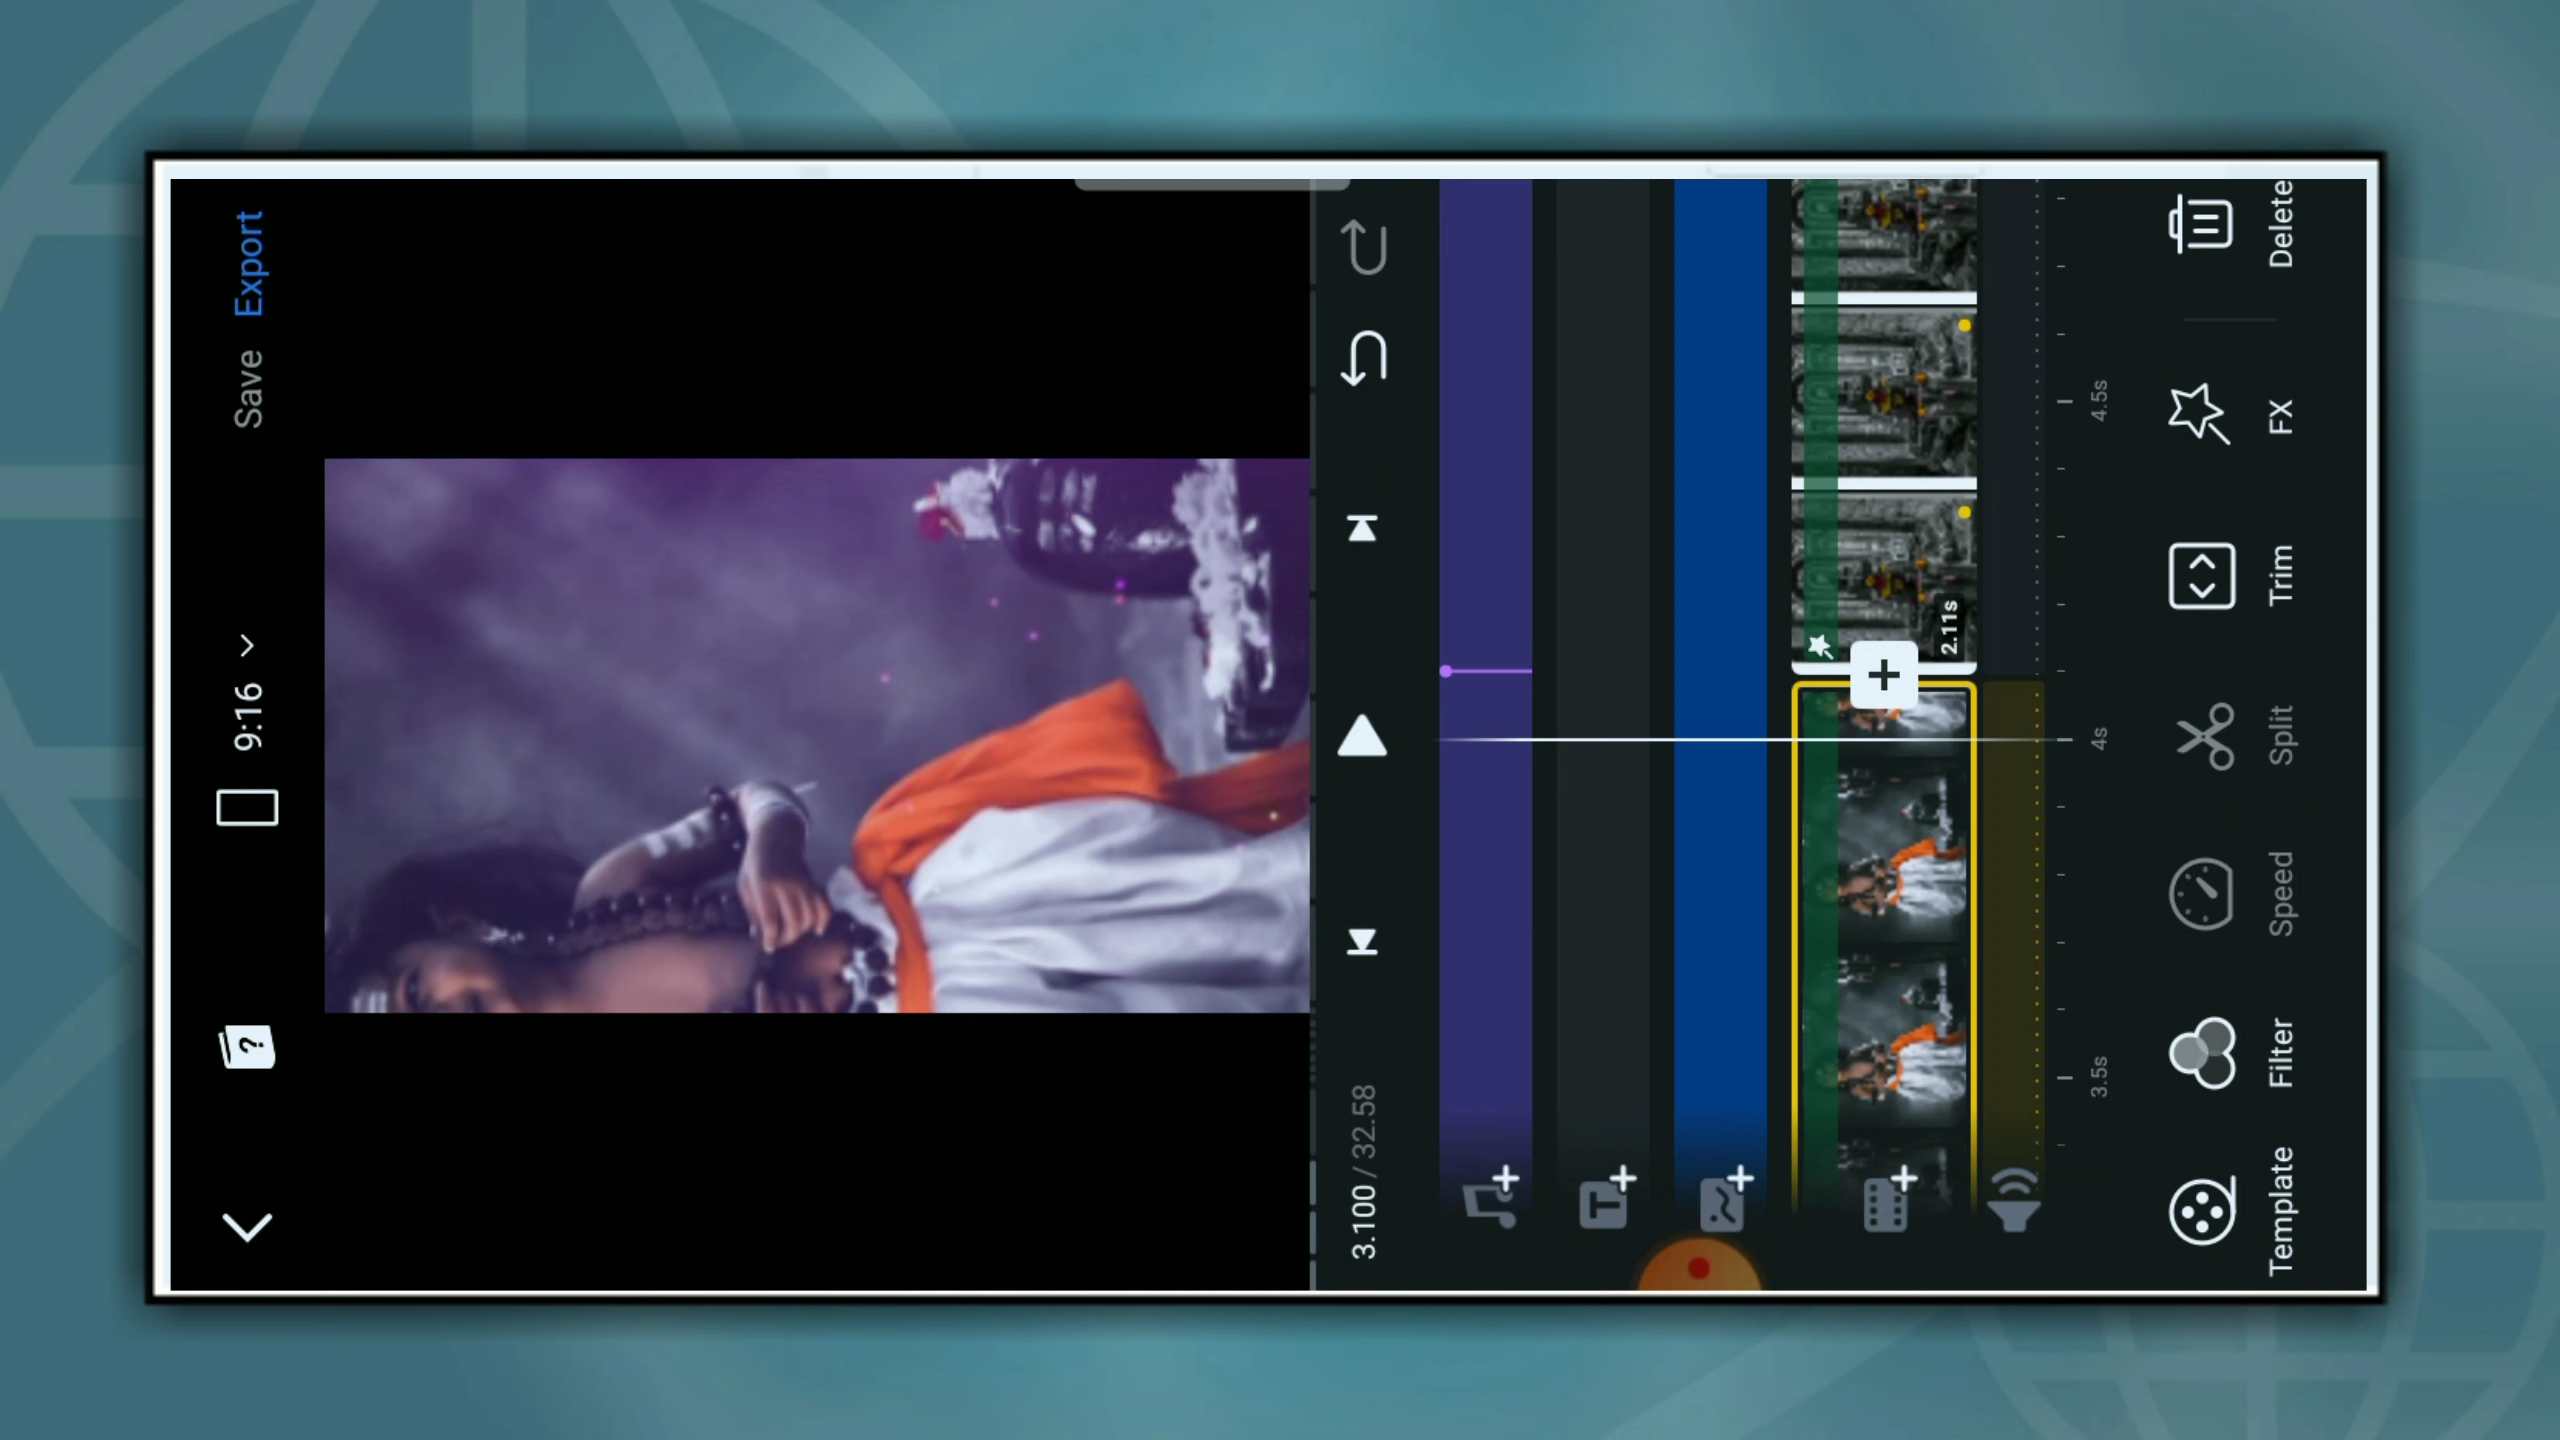 9:16
Save
Export
3.100 / 32.58
T
2.11s
3.5s
4s
4.5s
Template
Filter
Speed
Split
Trim
FX
Delete
?